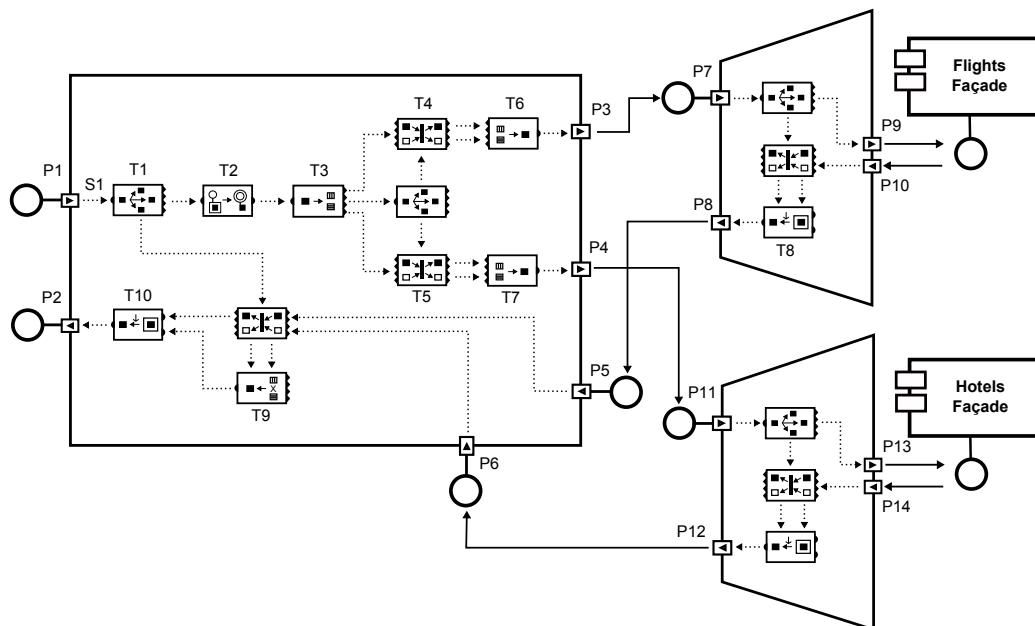 P7
Flights
Façade
T4
T6
P3
P9
P1
S1
T1
T2
T3
P10
P8
P4
T8
T5
T7
P2
T10
P5
Hotels
Façade
P11
T9
P6
P13
P14
P12